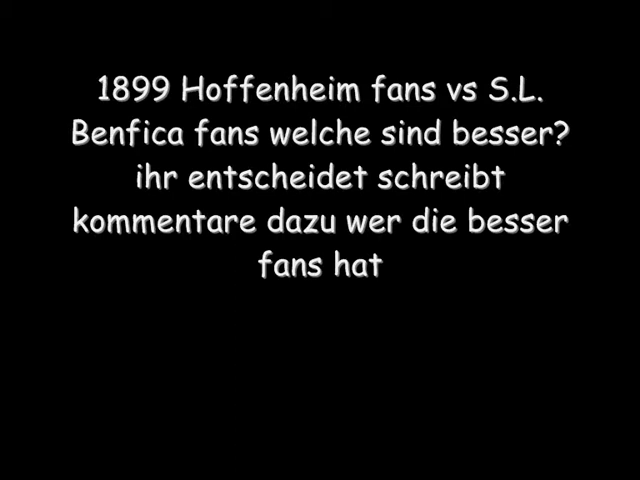 1899 Hoffenheim fans vs S.L.
Benfica fans welche sind besser?
ihr entscheidet schreibt
kommentare dazu wer die besser
fans hat